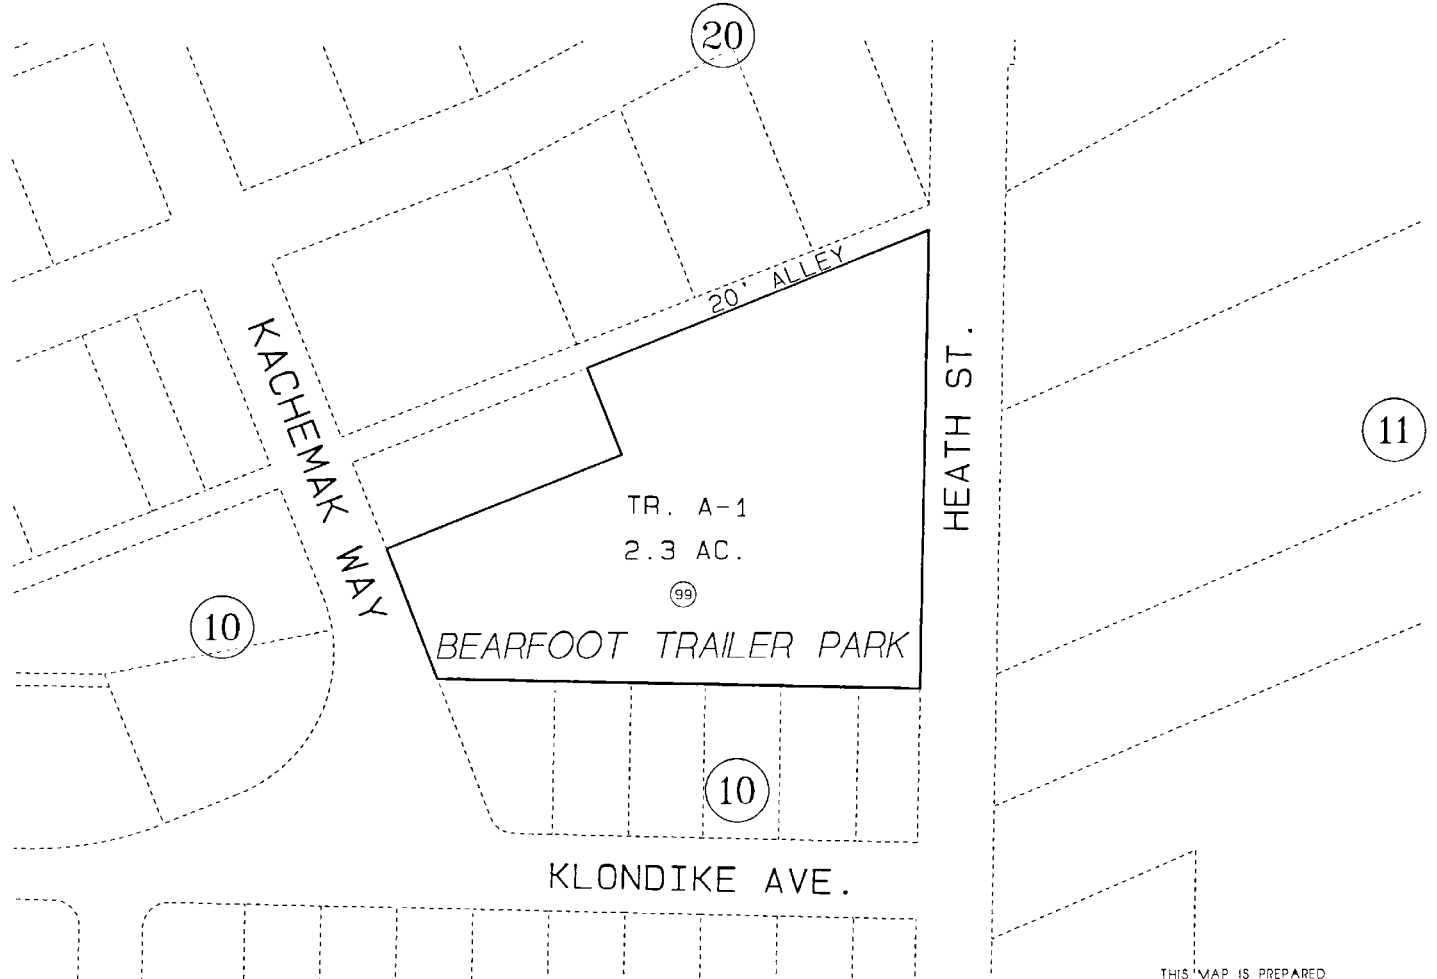 20
20' ALLEY
KACHEMAK WAY
HEATH ST.
11
TR. A-1
2.3 AC.
99
10
BEARFOOT TRAILER PARK
10
KLONDIKE AVE.
THIS MAP IS PREPARED